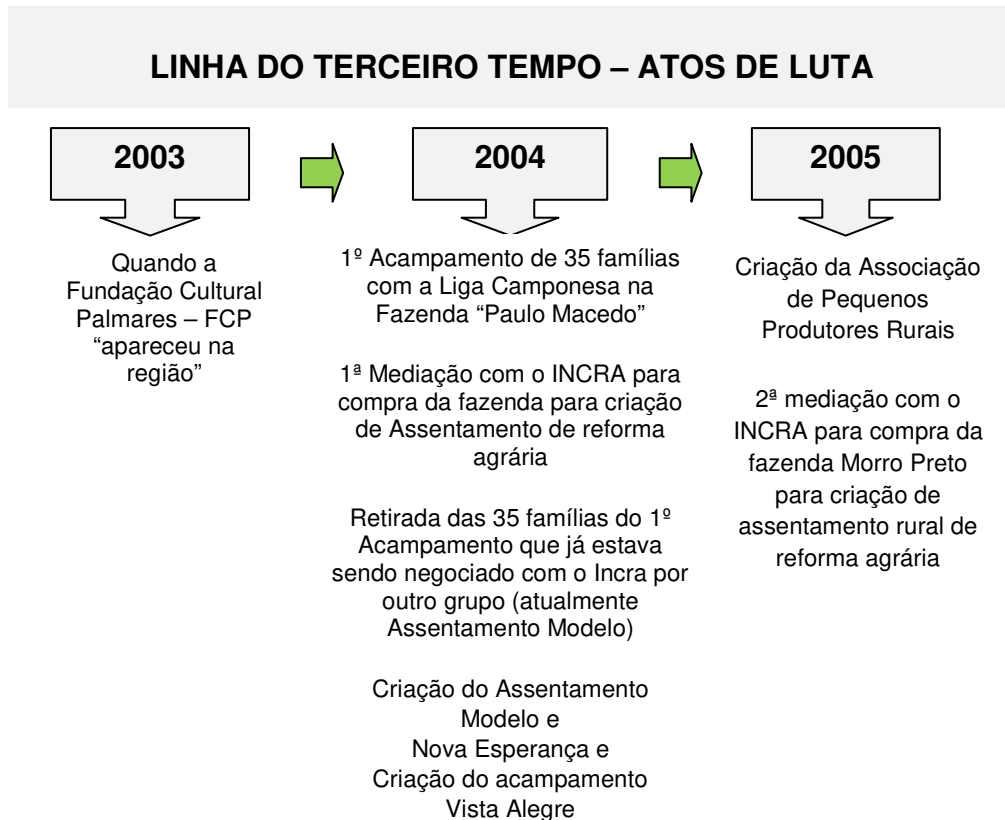 LINHA DO TERCEIRO TEMPO – ATOS DE LUTA
2003
Quando a
Fundação Cultural
Palmares – FCP
“apareceu na
região”
2004
1º Acampamento de 35 famílias
com a Liga Camponesa na
Fazenda “Paulo Macedo”
1ª Mediação com o INCRA para
compra da fazenda para criação
de Assentamento de reforma
agrária
Retirada das 35 famílias do 1º
Acampamento que já estava
sendo negociado com o Incra por
outro grupo (atualmente
Assentamento Modelo)
Criação do Assentamento
Modelo e
Nova Esperança e
Criação do acampamento
Vista Alegre
2005
Criação da Associação
de Pequenos
Produtores Rurais
2ª mediação com o
INCRA para compra da
fazenda Morro Preto
para criação de
assentamento rural de
reforma agrária